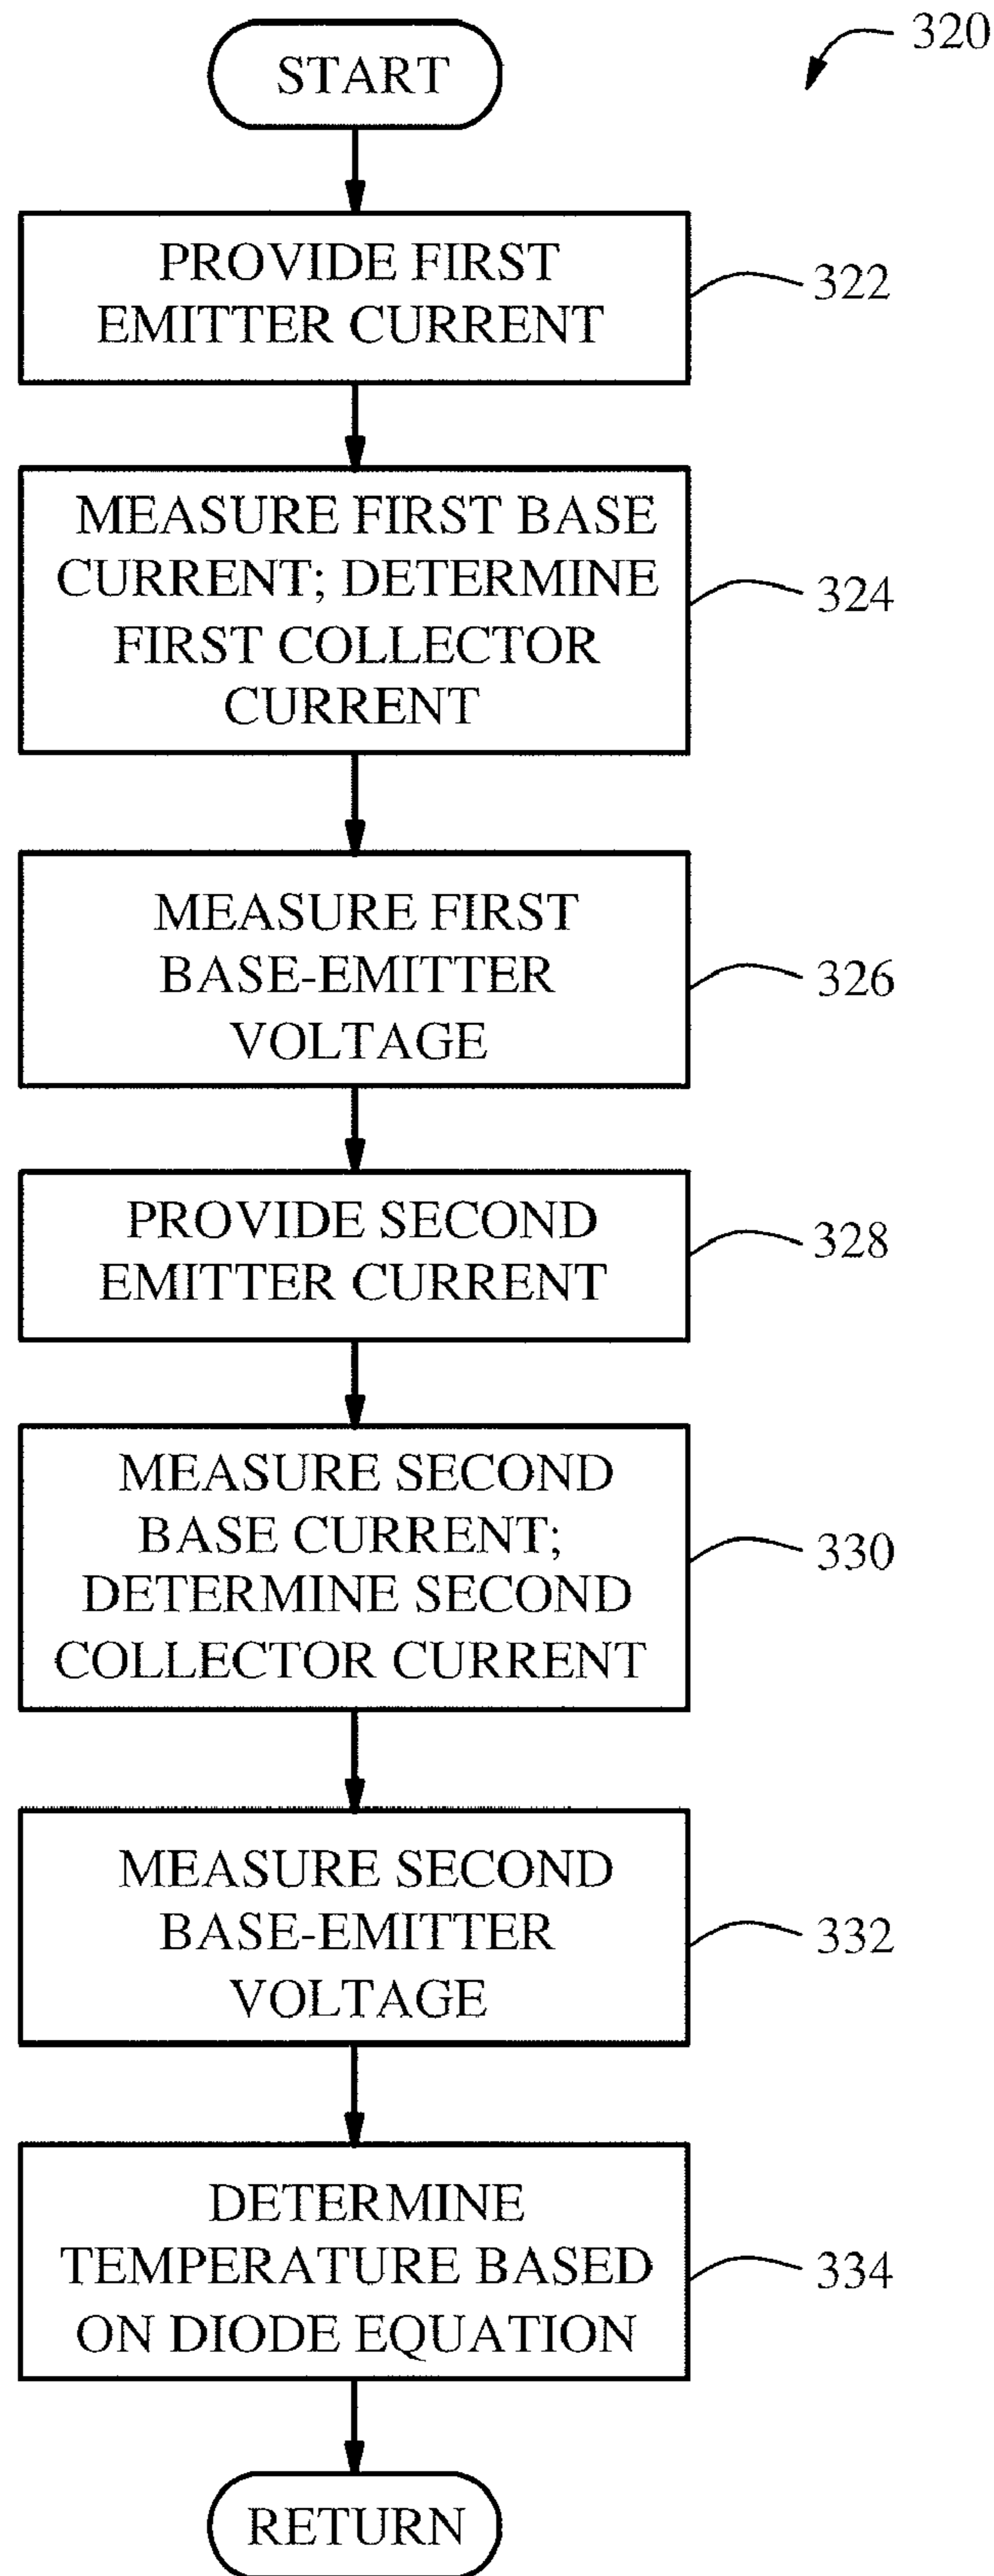 320
START
PROVIDE FIRST
EMITTER CURRENT
322
MEASURE FIRST BASE
CURRENT; DETERMINE
FIRST COLLECTOR
CURRENT
324
MEASURE FIRST
BASE-EMITTER
VOLTAGE
326
PROVIDE SECOND
EMITTER CURRENT
328
MEASURE SECOND
BASE CURRENT;
DETERMINE SECOND
COLLECTOR CURRENT
330
MEASURE SECOND
BASE-EMITTER
VOLTAGE
332
DETERMINE
TEMPERATURE BASED
ON DIODE EQUATION
334
RETURN